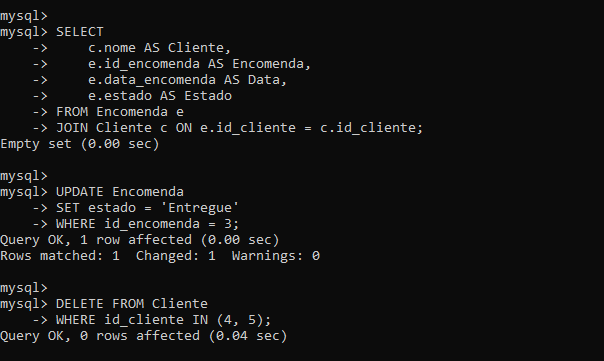 mysql>
mysql> SELECT
    ->     c.nome AS Cliente,
    ->     e.id_encomenda AS Encomenda,
    ->     e.data_encomenda AS Data,
    ->     e.estado AS Estado
    -> FROM Encomenda e
    -> JOIN Cliente c ON e.id_cliente = c.id_cliente;
Empty set (0.00 sec)

mysql>
mysql> UPDATE Encomenda
    -> SET estado = 'Entregue'
    -> WHERE id_encomenda = 3;
Query OK, 1 row affected (0.00 sec)
Rows matched: 1  Changed: 1  Warnings: 0

mysql>
mysql> DELETE FROM Cliente
    -> WHERE id_cliente IN (4, 5);
Query OK, 0 rows affected (0.04 sec)